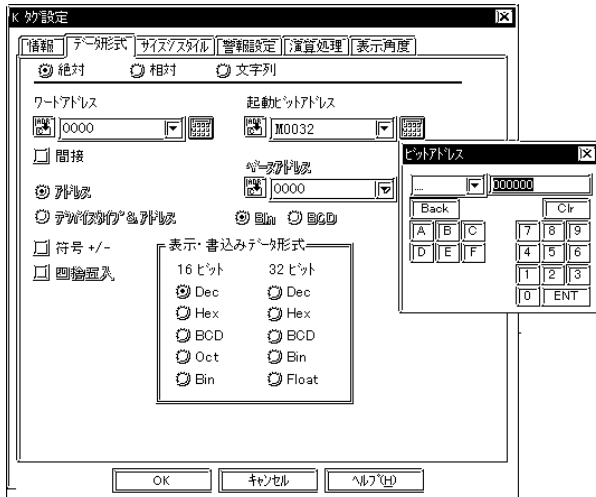 K ﾀｸﾞ設定
情報 ﾃﾞｰﾀ形式 ｻｲｽﾞ/ｽﾀｲﾙ 警報設定 演算処理 表示角度
絶対 相対 文字列
ﾜｰﾄﾞｱﾄﾞﾚｽ 起動ﾋﾞｯﾄｱﾄﾞﾚｽ
0000 M0032
間接 ﾍﾞｰｽｱﾄﾞﾚｽ
0000
ｱﾄﾞﾚｽ
ﾃﾞﾊﾞｲｽﾀｲﾌﾟ&ｱﾄﾞﾚｽ Bin BCD
符号 +/-
四捨五入
表示・書込みﾃﾞｰﾀ形式
16 ﾋﾞｯﾄ 32 ﾋﾞｯﾄ
Dec Dec
Hex Hex
BCD BCD
Oct Bin
Bin Float
OK ｷｬﾝｾﾙ ﾍﾙﾌﾟ(H)
ﾋﾞｯﾄｱﾄﾞﾚｽ
... 000000
Back Clr
A B C 7 8 9
D E F 4 5 6
1 2 3
0 ENT